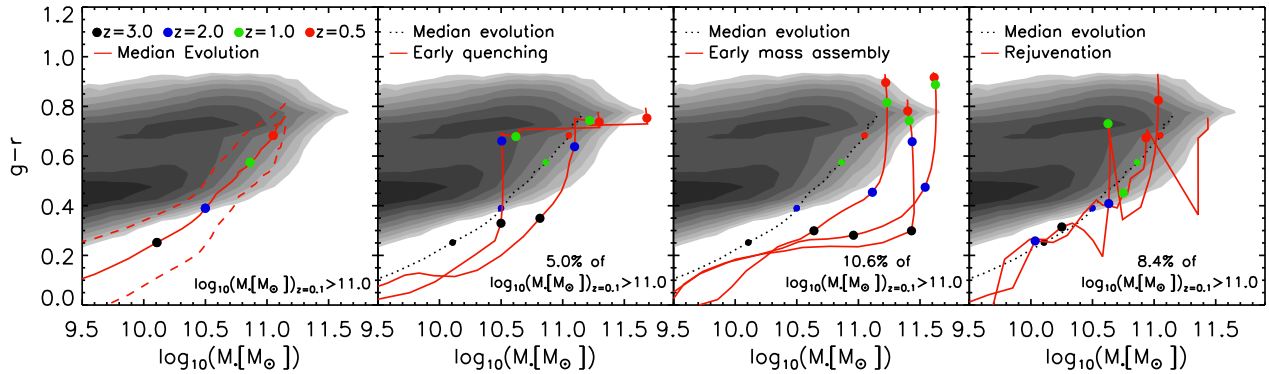 z=3.0 z=2.0 z=1.0 z=0.5
Median Evolution
Median evolution
Early quenching
5.0% of
log₁₀(M⋆[M☉])z=0.1>11.0
Median evolution
Early mass assembly
10.6% of
log₁₀(M⋆[M☉])z=0.1>11.0
Median evolution
Rejuvenation
8.4% of
log₁₀(M⋆[M☉])z=0.1>11.0
log₁₀(M⋆[M☉])z=0.1>11.0
g-r
1.2
1.0
0.8
0.6
0.4
0.2
0.0
9.5 10.0 10.5 11.0 11.5
9.5 10.0 10.5 11.0 11.5
9.5 10.0 10.5 11.0 11.5
9.5 10.0 10.5 11.0 11.5
log₁₀(M⋆[M☉])
log₁₀(M⋆[M☉])
log₁₀(M⋆[M☉])
log₁₀(M⋆[M☉])